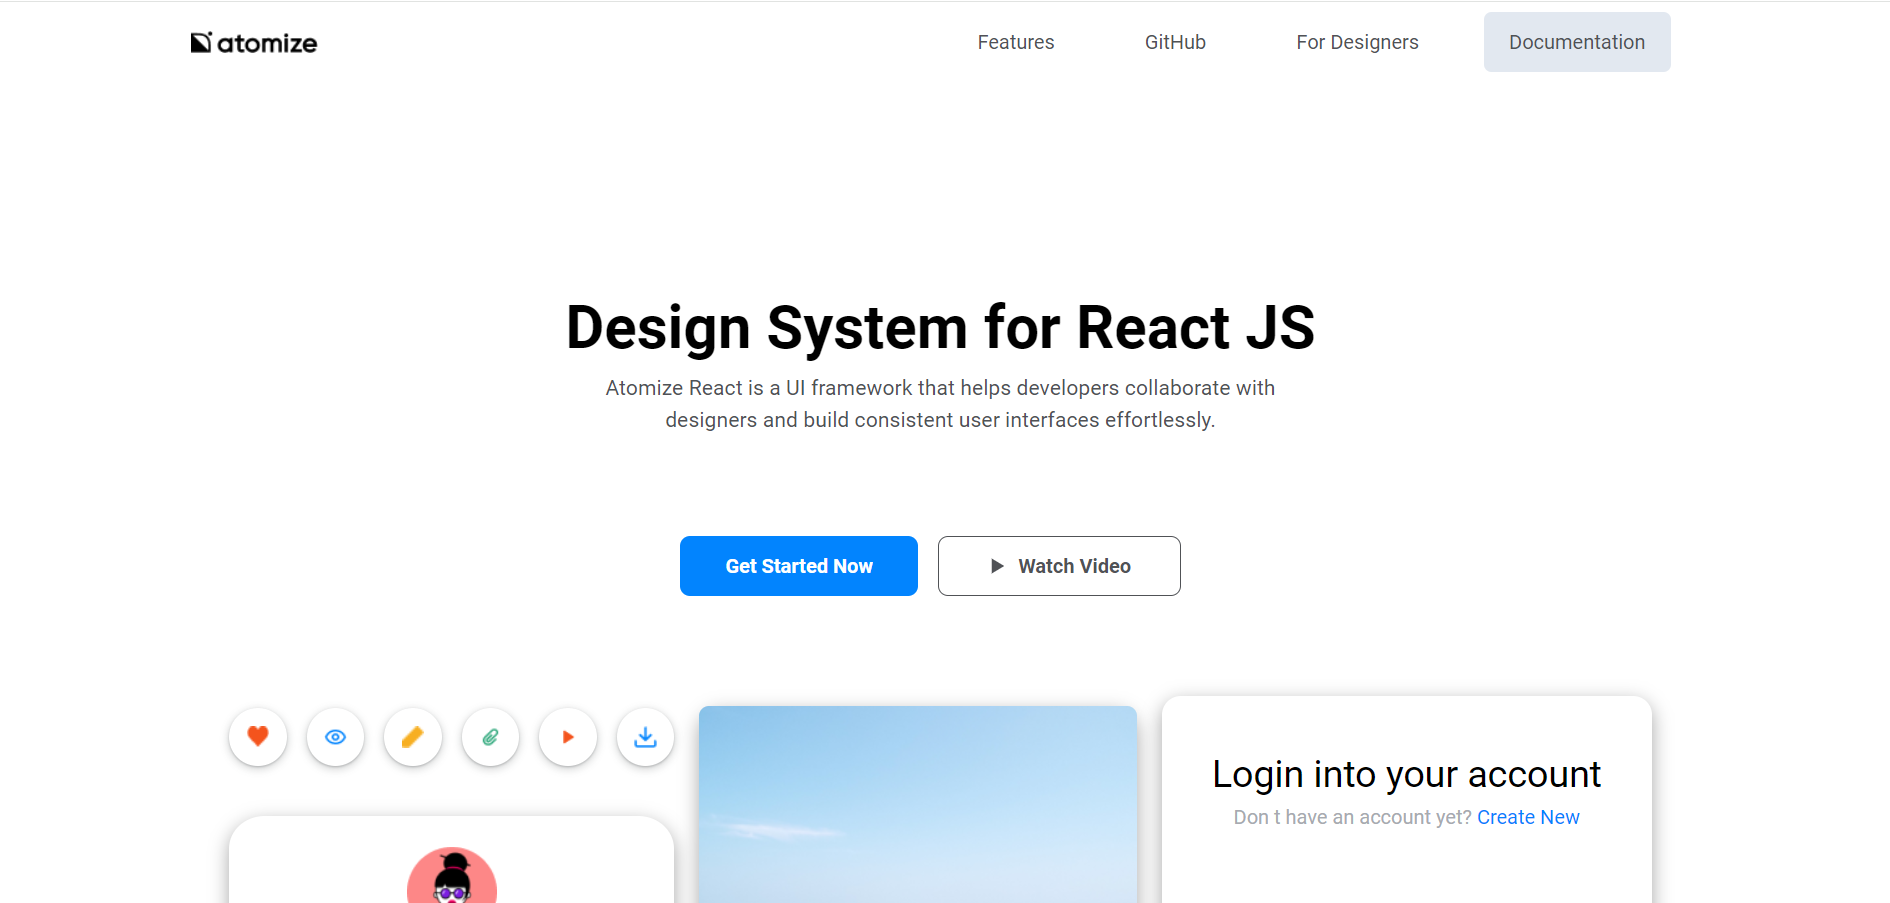 atomize
Features
GitHub
For Designers
Documentation
Design System for React JS
Atomize React is a UI framework that helps developers collaborate with
designers and build consistent user interfaces effortlessly.
Get Started Now
Watch Video
Login into your account
Don t have an account yet? Create New